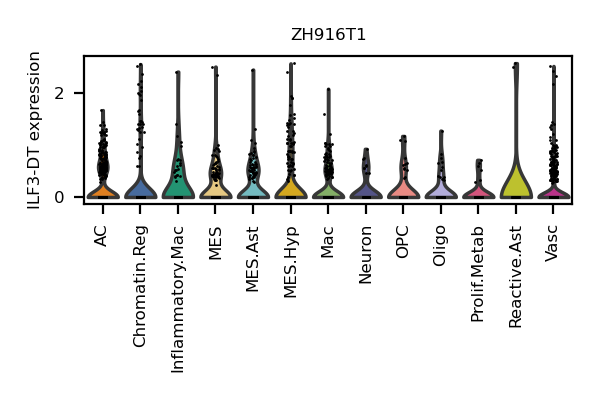 ZH916T1
ILF3-DT expression
2
0
AC
Chromatin.Reg
Inflammatory.Mac
MES
MES.Ast
MES.Hyp
Mac
Neuron
OPC
Oligo
Prolif.Metab
Reactive.Ast
Vasc